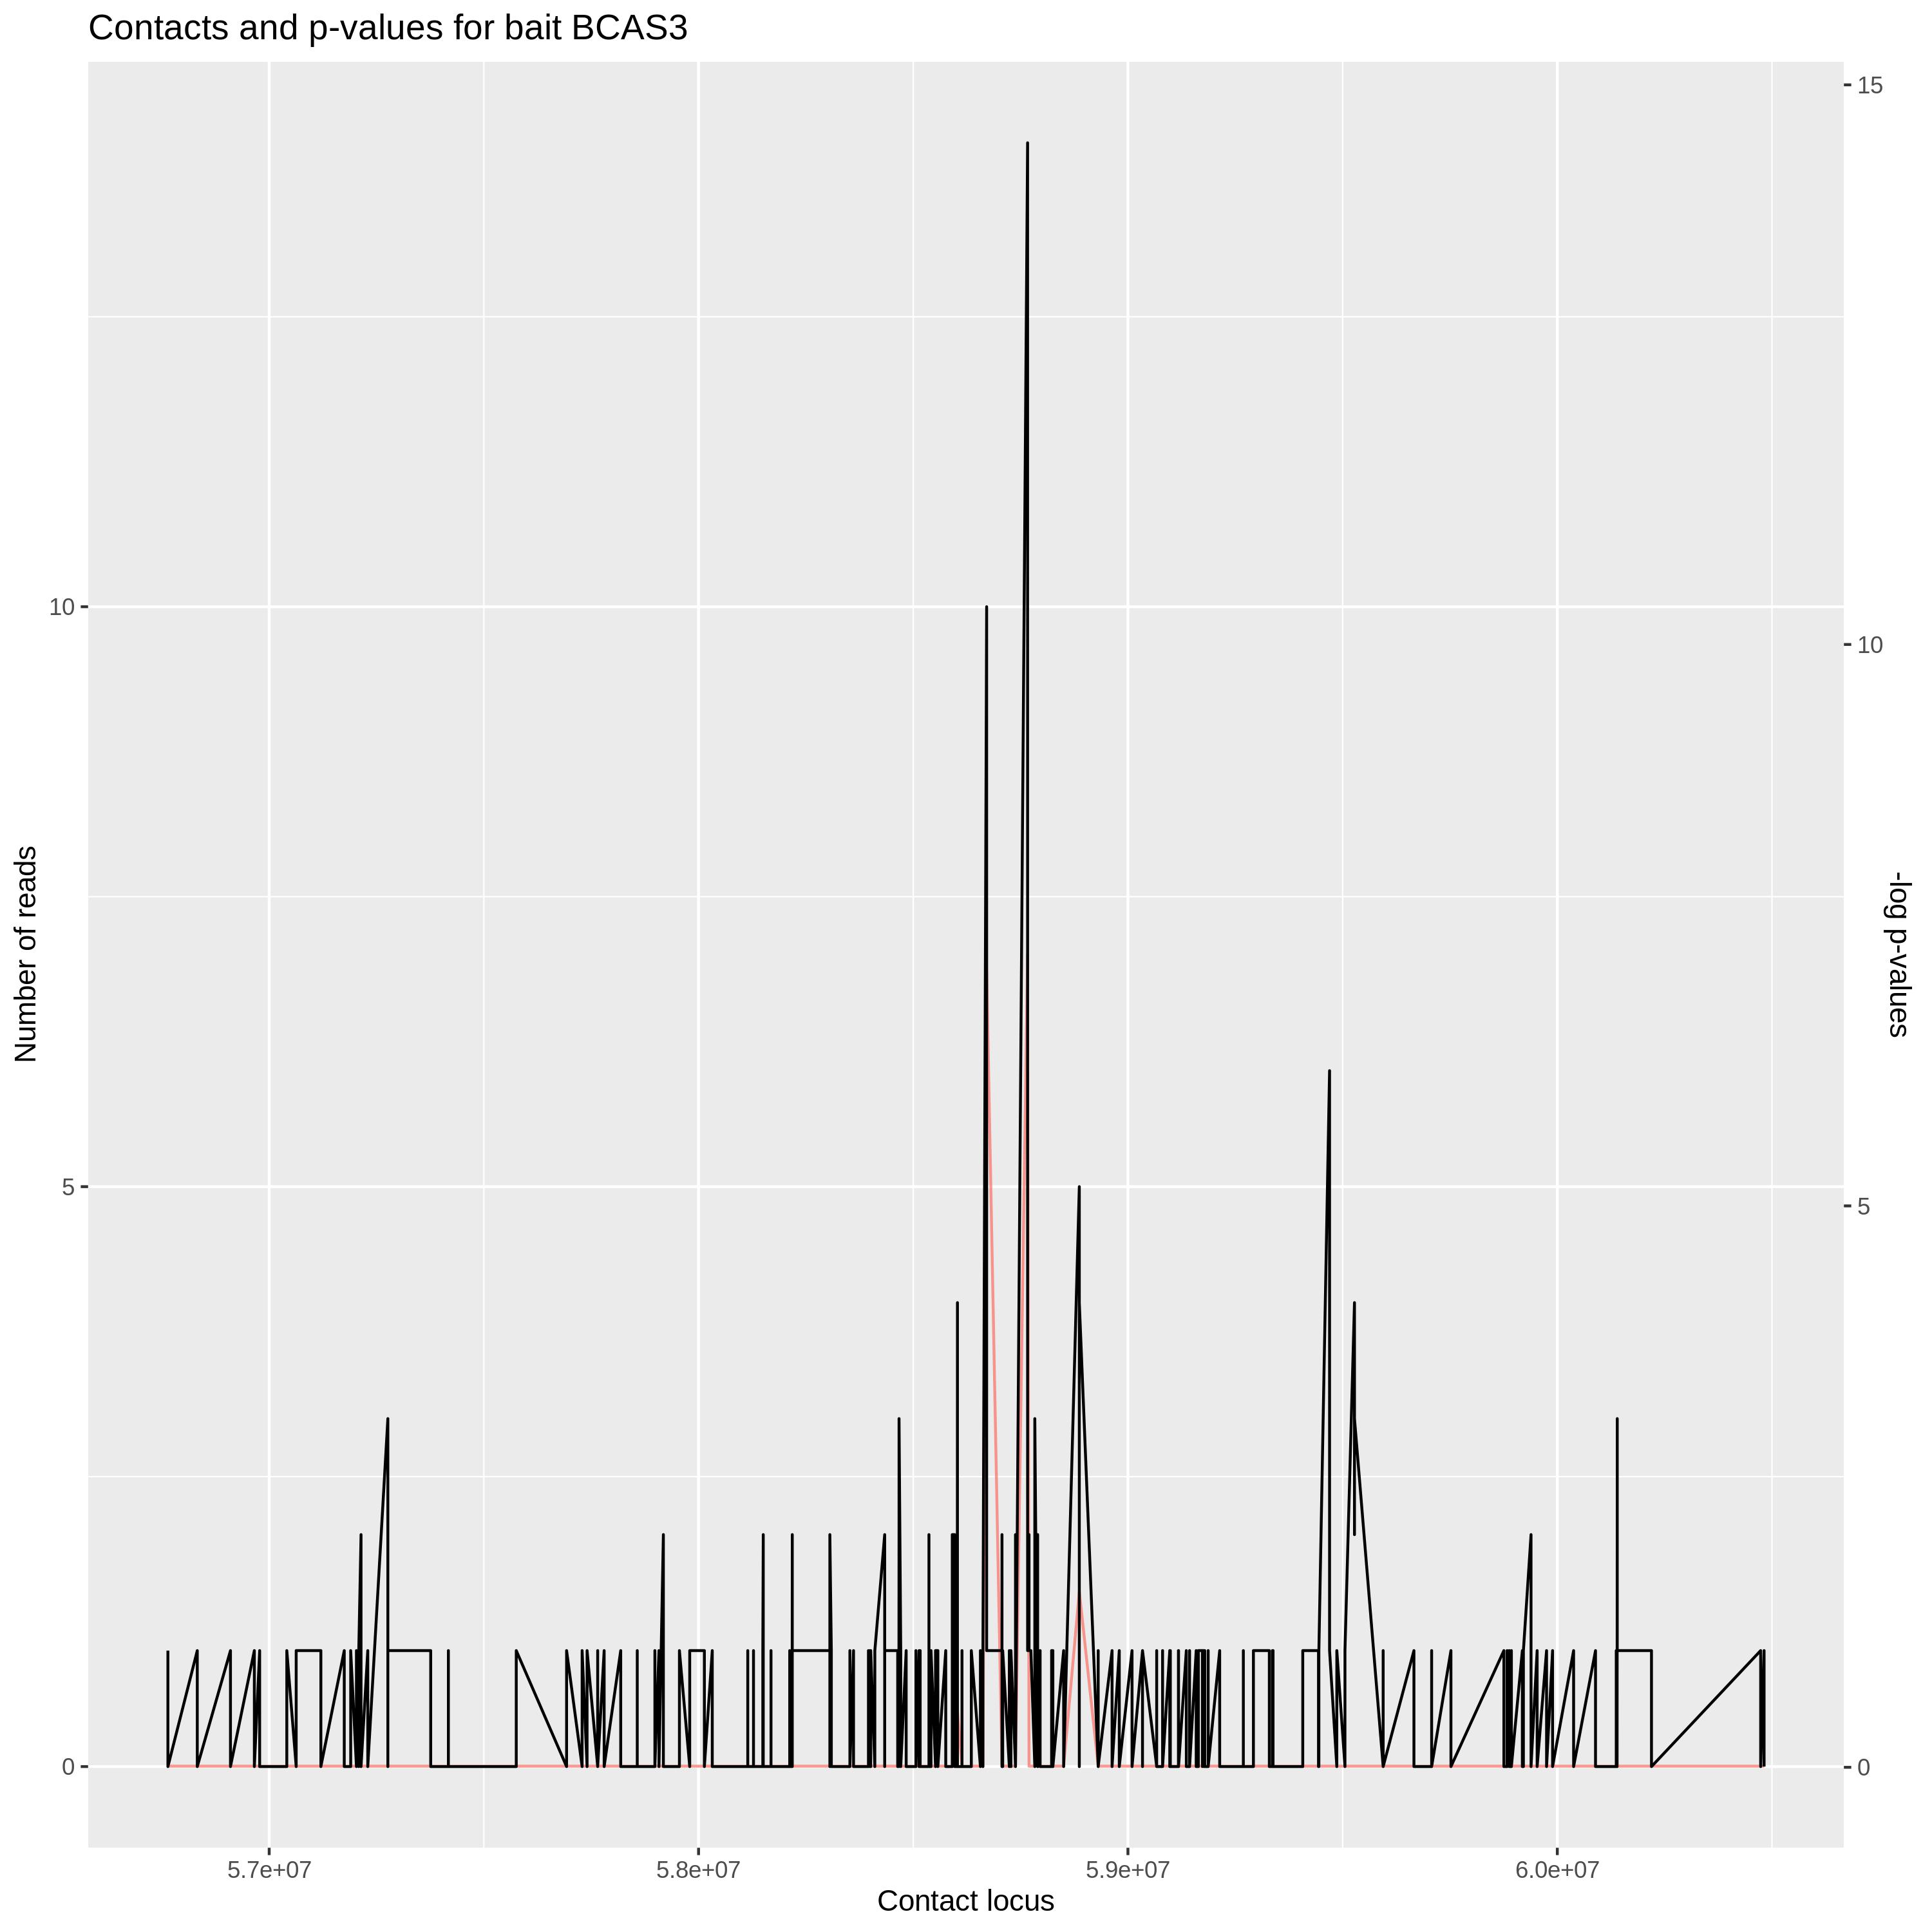 Contacts and p-values for bait BCAS3
15
10
10
5
5
0
0
Number of reads
-log p-values
5.7e+07
5.8e+07
5.9e+07
6.0e+07
Contact locus